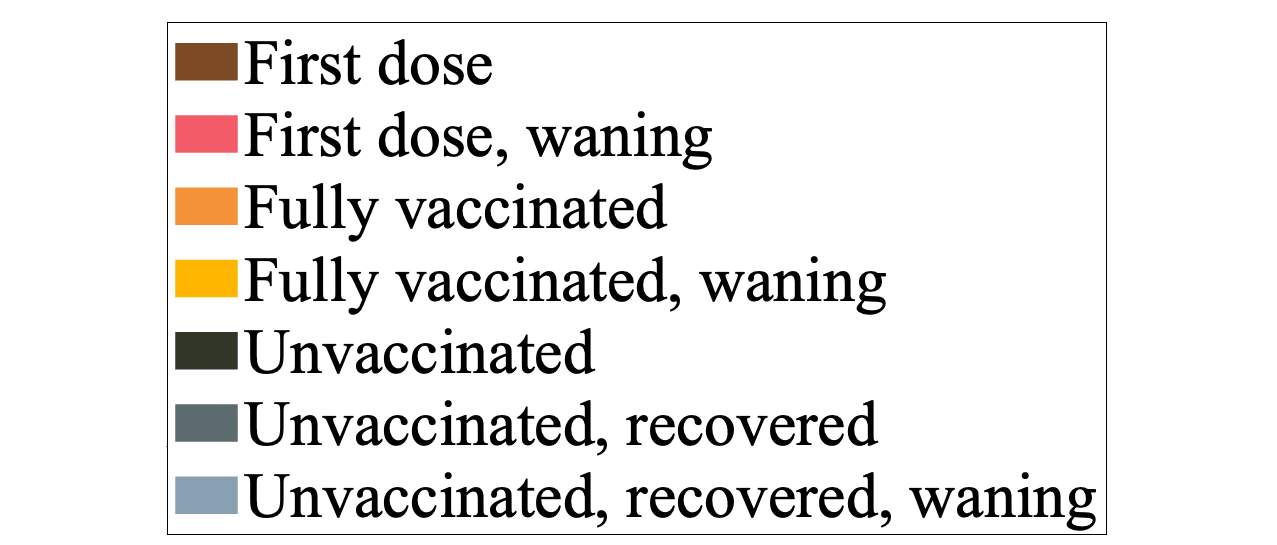 First dose
First dose, waning
Fully vaccinated
Fully vaccinated, waning
Unvaccinated
Unvaccinated, recovered
Unvaccinated, recovered, waning